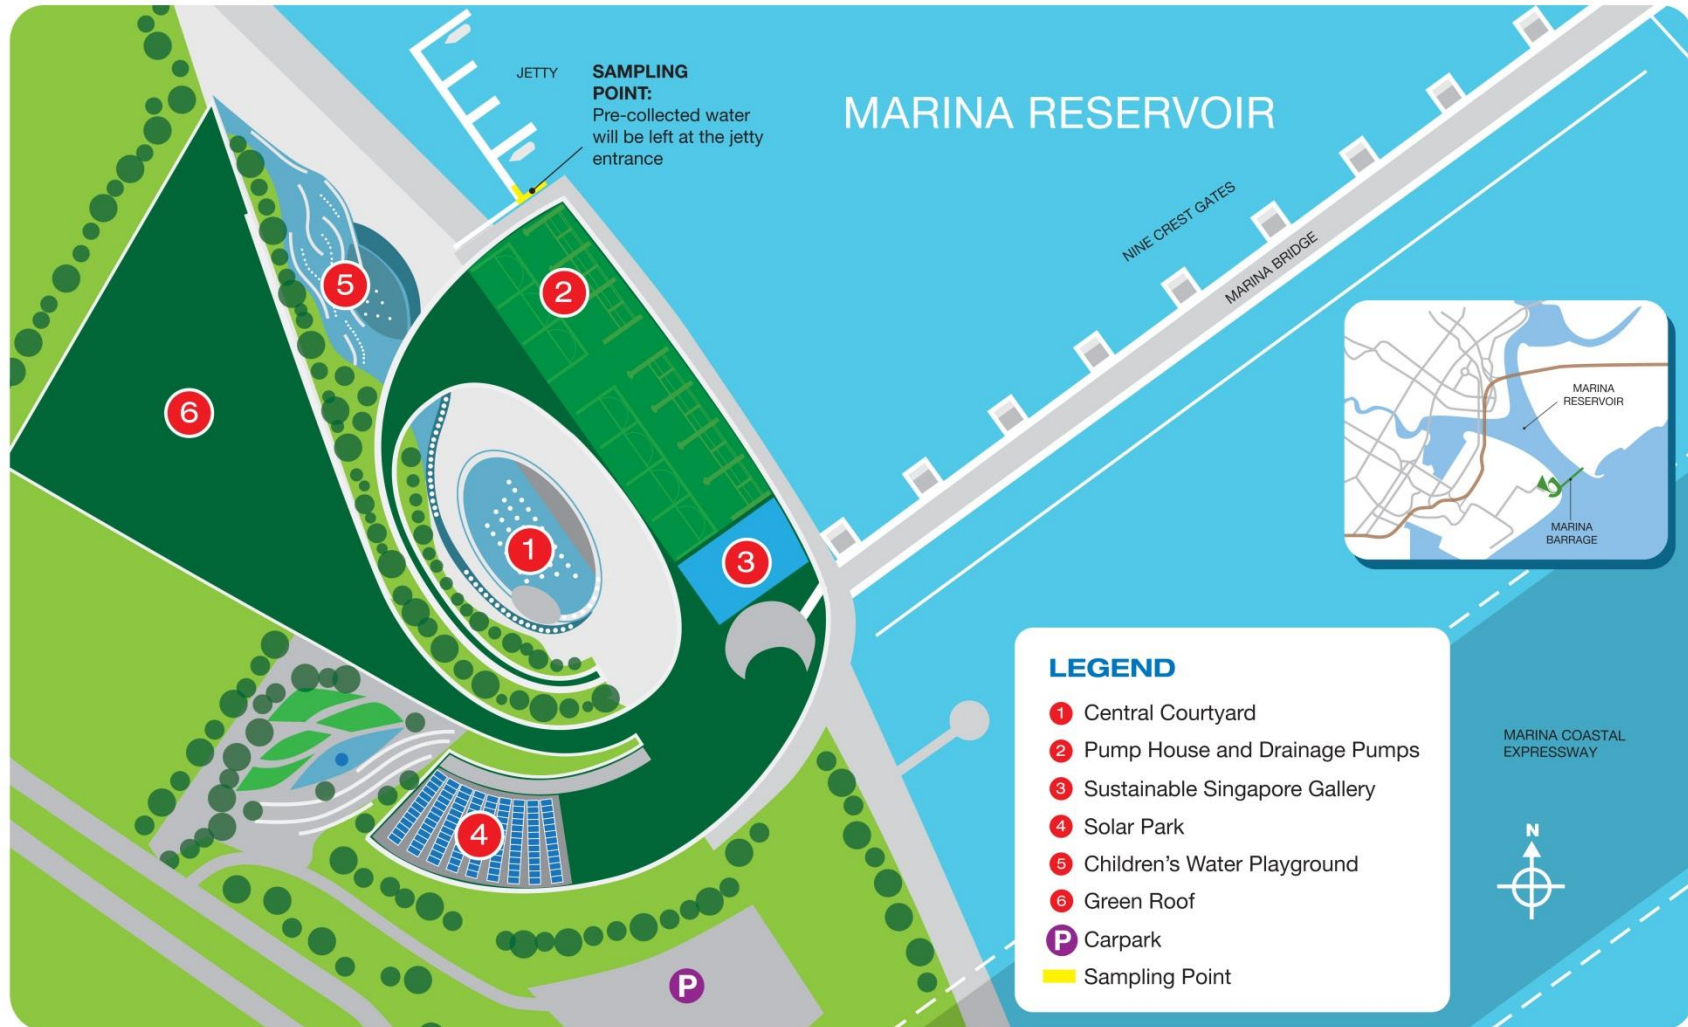 JETTY
SAMPLING
POINT:
Pre-collected water
will be left at the jetty
entrance
MARINA RESERVOIR
NINE CREST GATES
MARINA BRIDGE
5
2
6
1
3
4
P
MARINA
RESERVOIR
MARINA
BARRAGE
LEGEND
1 Central Courtyard
2 Pump House and Drainage Pumps
3 Sustainable Singapore Gallery
4 Solar Park
5 Children's Water Playground
6 Green Roof
P Carpark
Sampling Point
MARINA COASTAL
EXPRESSWAY
N